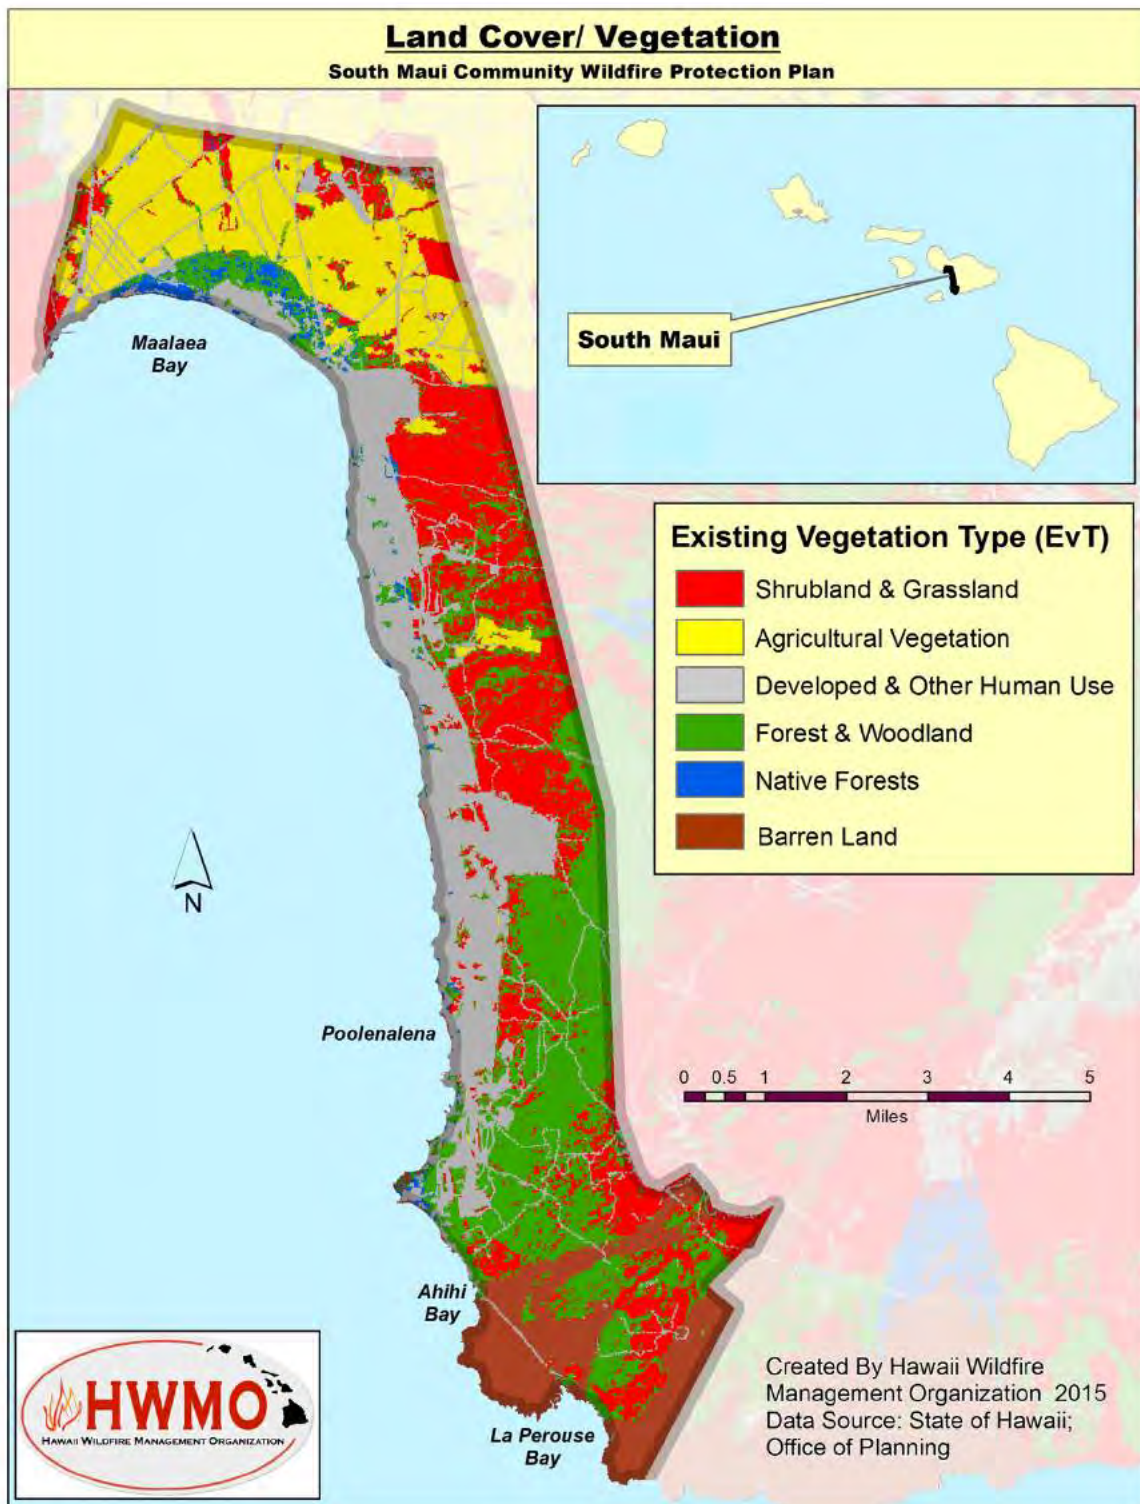 Land Cover/ Vegetation
South Maui Community Wildfire Protection Plan
South Maui
Maalaea
Bay
Existing Vegetation Type (EvT)
Shrubland & Grassland
Agricultural Vegetation
Developed & Other Human Use
Forest & Woodland
Native Forests
Barren Land
N
Poolenalena
0 0.5 1 2 3 4 5
Miles
Ahihi
Bay
La Perouse
Bay
HWMO
HAWAII WILDFIRE MANAGEMENT ORGANIZATION
Created By Hawaii Wildfire
Management Organization 2015
Data Source: State of Hawaii;
Office of Planning